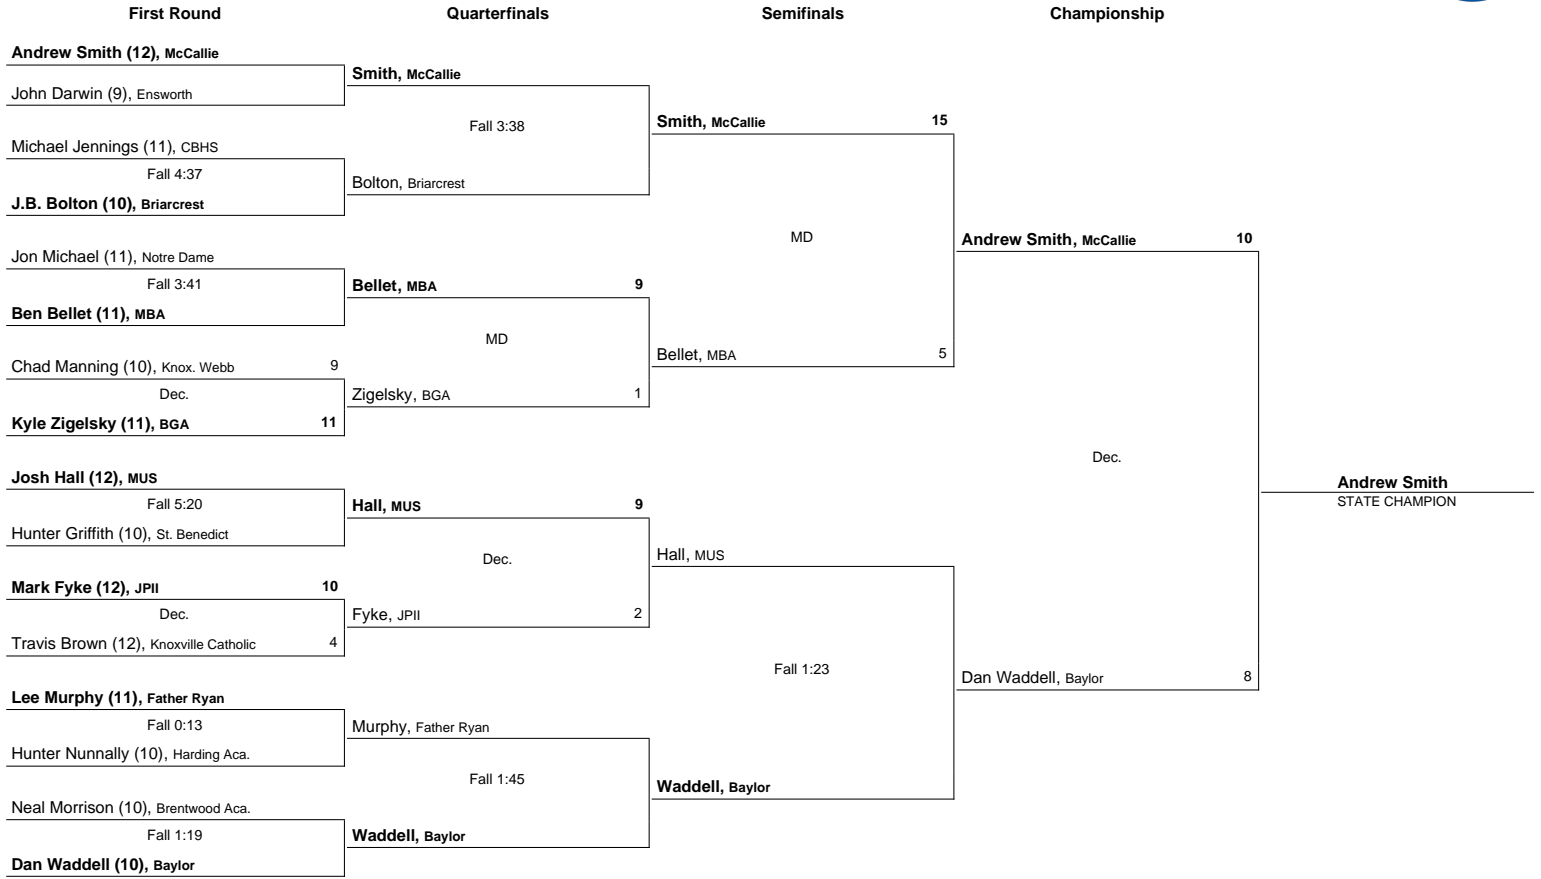 First Round
Quarterfinals
Semifinals
Championship
Andrew Smith (12), McCallie
John Darwin (9), Ensworth
Michael Jennings (11), CBHS
Fall 4:37
J.B. Bolton (10), Briarcrest
Jon Michael (11), Notre Dame
Fall 3:41
Ben Bellet (11), MBA
Chad Manning (10), Knox. Webb 9
Dec.
Kyle Zigelsky (11), BGA 11
Josh Hall (12), MUS
Fall 5:20
Hunter Griffith (10), St. Benedict
Mark Fyke (12), JPII 10
Dec.
Travis Brown (12), Knoxville Catholic 4
Lee Murphy (11), Father Ryan
Fall 0:13
Hunter Nunnally (10), Harding Aca.
Neal Morrison (10), Brentwood Aca.
Fall 1:19
Dan Waddell (10), Baylor
Smith, McCallie
Fall 3:38
Bolton, Briarcrest
Bellet, MBA 9
MD
Zigelsky, BGA 1
Hall, MUS 9
Dec.
Fyke, JPII 2
Murphy, Father Ryan
Fall 1:45
Waddell, Baylor
Smith, McCallie 15
MD
Bellet, MBA 5
Hall, MUS
Fall 1:23
Waddell, Baylor
Andrew Smith, McCallie 10
Dec.
Dan Waddell, Baylor 8
Andrew Smith
STATE CHAMPION